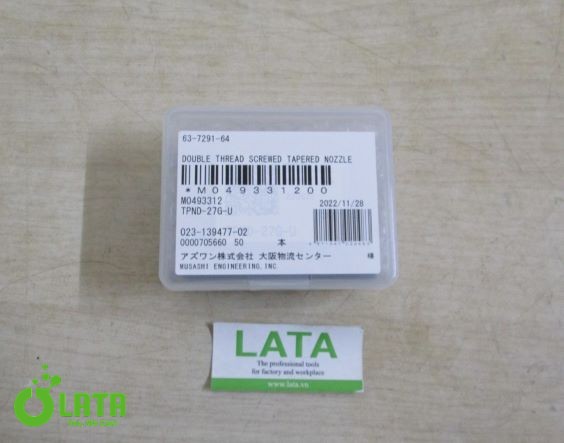 63-7291-64
DOUBLE THREAD SCREWED TAPERED NOZZLE
*M049331200
M0493312
TPND-27G-U
2022/11/28
023-139477-02
0000705660 50 本
アズワン株式会社 大阪物流センター 様
MUSASHI ENGINEERING,INC
LATA
The professional tools
for factory and workplace
www.lata.vn
LATA